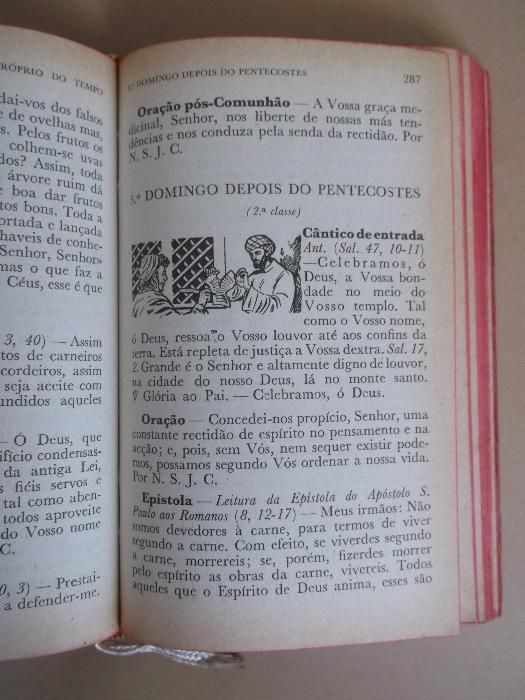 RÓPRIO DO TEMPO
dai-vos dos falsos
e de ovelhas mas,
s. Pelos frutos os
colhem-se uvas
dos? Assim, toda
árvore ruim dá
e boa dar frutos
tos bons. Toda a
ortada e lançada
haveis de conhe-
Senhor, Senhor»
mas o que faz a
Céus, esse é que
3, 40) — Assim
tos de carneiros
cordeiros, assim
seja aceite com
undidos aqueles
— Ó Deus, que
ifício condensas-
da antiga Lei,
s fiéis servos e
tal como aben-
todos aproveite
do Vosso nome
C.
0, 3) — Prestai-
a defender-me.
DOMINGO DEPOIS DO PENTECOSTES 287
Oração pós-Comunhão — A Vossa graça me-
dicinal, Senhor, nos liberte de nossas más ten-
dências e nos conduza pela senda da rectidão. Por
N. S. J. C.
DOMINGO DEPOIS DO PENTECOSTES
(2.ª classe)
Cântico de entrada
Ant. (Sal. 47, 10-11)
—Celebramos, ó
Deus, a Vossa bon-
dade no meio do
Vosso templo. Tal
como o Vosso nome,
ó Deus, ressoa o Vosso louvor até aos confins da
terra. Está repleta de justiça a Vossa dextra. Sal. 17,
2. Grande é o Senhor e altamente digno de louvor,
na cidade do nosso Deus, lá no monte santo.
℣ Glória ao Pai. — Celebramos, ó Deus.
Oração — Concedei-nos propício, Senhor, uma
constante rectidão de espírito no pensamento e na
acção; e, pois, sem Vós, nem sequer existir pode-
mos, possamos segundo Vós ordenar a nossa vida.
Por N. S. J. C.
Epístola — Leitura da Epístola do Apóstolo S.
Paulo aos Romanos (8, 12-17) — Meus irmãos: Não
somos devedores à carne, para termos de viver
segundo a carne. Com efeito, se viverdes segundo
a carne, morrereis; se, porém, fizerdes morrer
pelo espírito as obras da carne, vivereis. Todos
aqueles que o Espírito de Deus anima, esses são